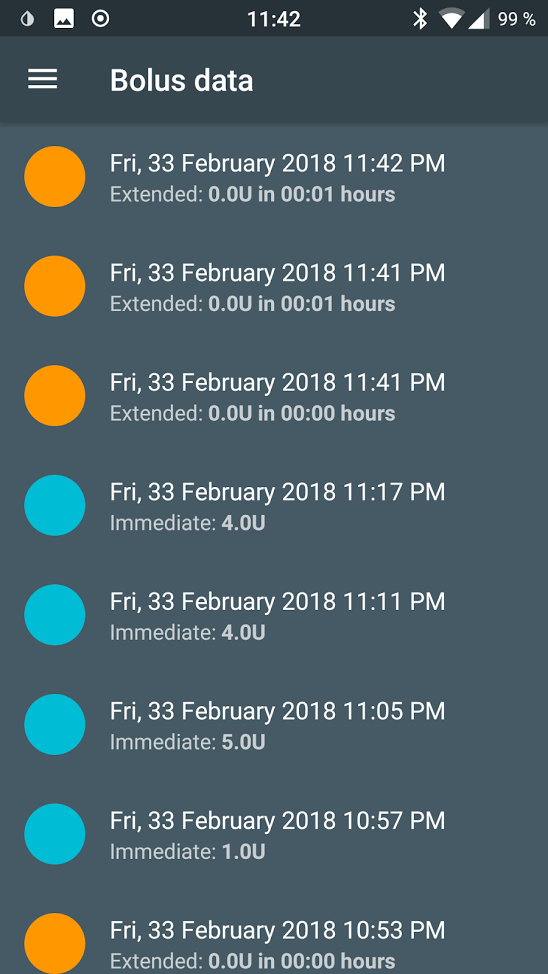 11:42
99 %
Bolus data
Fri, 33 February 2018 11:42 PM
Extended: 0.0U in 00:01 hours
Fri, 33 February 2018 11:41 PM
Extended: 0.0U in 00:01 hours
Fri, 33 February 2018 11:41 PM
Extended: 0.0U in 00:00 hours
Fri, 33 February 2018 11:17 PM
Immediate: 4.0U
Fri, 33 February 2018 11:11 PM
Immediate: 4.0U
Fri, 33 February 2018 11:05 PM
Immediate: 5.0U
Fri, 33 February 2018 10:57 PM
Immediate: 1.0U
Fri, 33 February 2018 10:53 PM
Extended: 0.0U in 00:00 hours